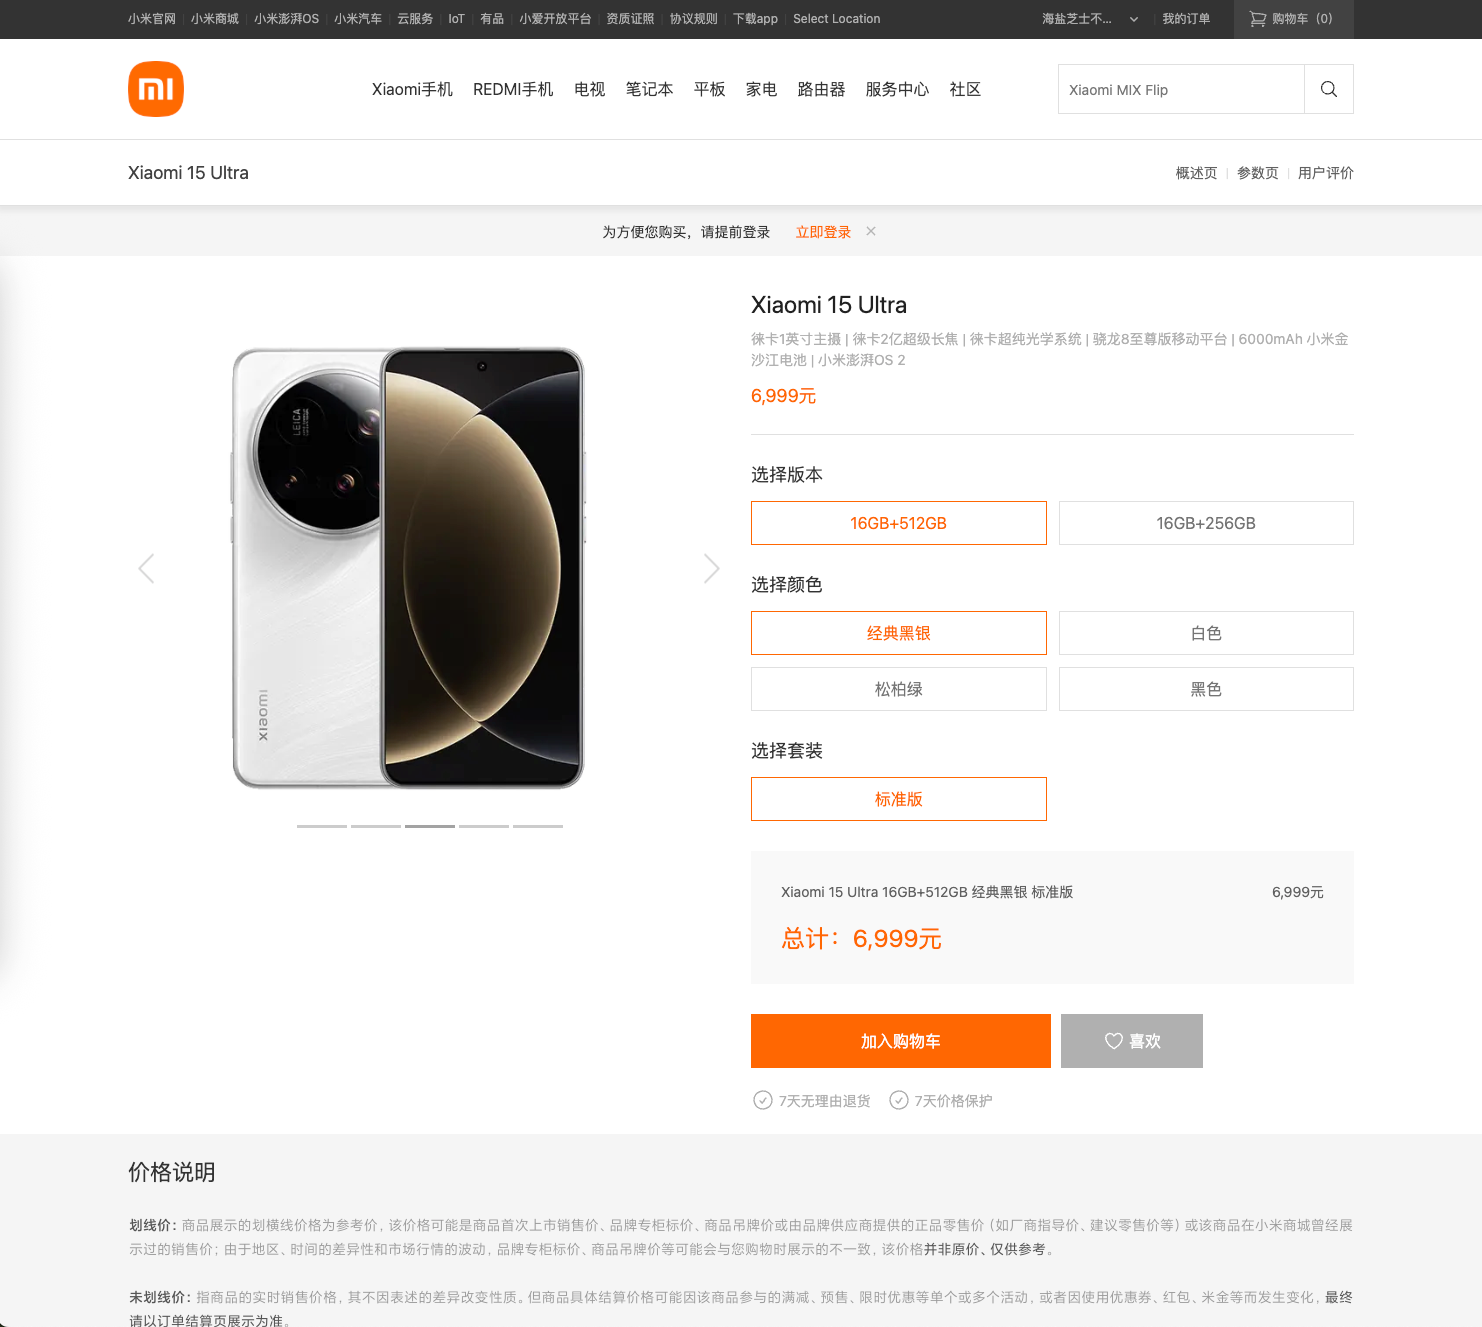 小米官网 小米商城 小米澎湃OS 小米汽车 云服务 IoT 有品 小爱开放平台 资质证照 协议规则 下载app Select Location 海盐芝士不... 我的订单 购物车（0）
Xiaomi手机 REDMI手机 电视 笔记本 平板 家电 路由器 服务中心 社区 Xiaomi MIX Flip
Xiaomi 15 Ultra 概述页 参数页 用户评价
为方便您购买，请提前登录 立即登录
Xiaomi 15 Ultra
徕卡1英寸主摄 | 徕卡2亿超级长焦 | 徕卡超纯光学系统 | 骁龙8至尊版移动平台 | 6000mAh 小米金
沙江电池 | 小米澎湃OS 2
6,999元
LEICA
xiaomi
选择版本
16GB+512GB 16GB+256GB
选择颜色
经典黑银 白色
松柏绿 黑色
选择套装
标准版
Xiaomi 15 Ultra 16GB+512GB 经典黑银 标准版 6,999元
总计：6,999元
加入购物车 喜欢
7天无理由退货 7天价格保护
价格说明
划线价：商品展示的划横线价格为参考价，该价格可能是商品首次上市销售价、品牌专柜标价、商品吊牌价或由品牌供应商提供的正品零售价（如厂商指导价、建议零售价等）或该商品在小米商城曾经展
示过的销售价；由于地区、时间的差异性和市场行情的波动，品牌专柜标价、商品吊牌价等可能会与您购物时展示的不一致，该价格并非原价、仅供参考。
未划线价：指商品的实时销售价格，其不因表述的差异改变性质。但商品具体结算价格可能因该商品参与的满减、预售、限时优惠等单个或多个活动，或者因使用优惠券、红包、米金等而发生变化，最终
请以订单结算页展示为准。